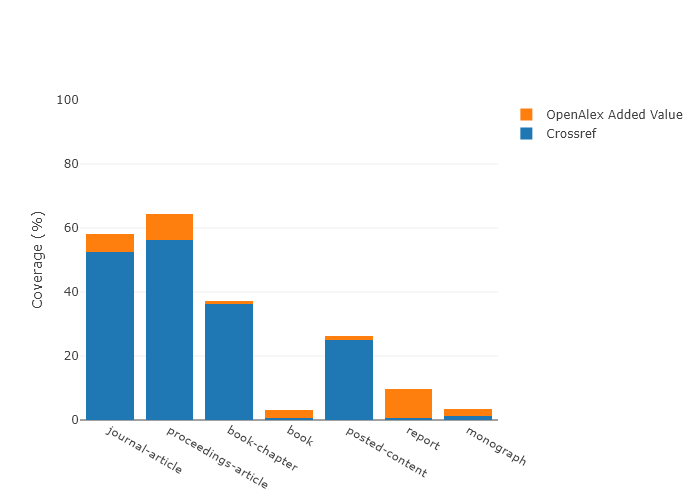 100
80
60
40
20
0
Coverage (%)
journal-article
proceedings-article
book-chapter
book
posted-content
report
monograph
OpenAlex Added Value
Crossref